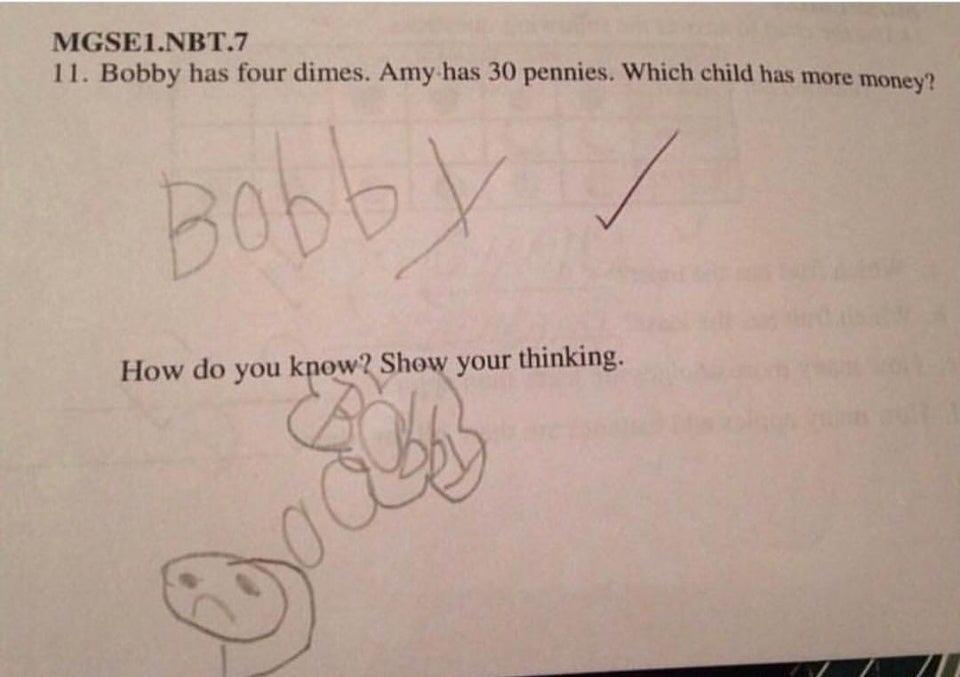 MGSE1.NBT.7
11. Bobby has four dimes. Amy has 30 pennies. Which child has more money?
BobbY
How do you know? Show your thinking.
Bobby